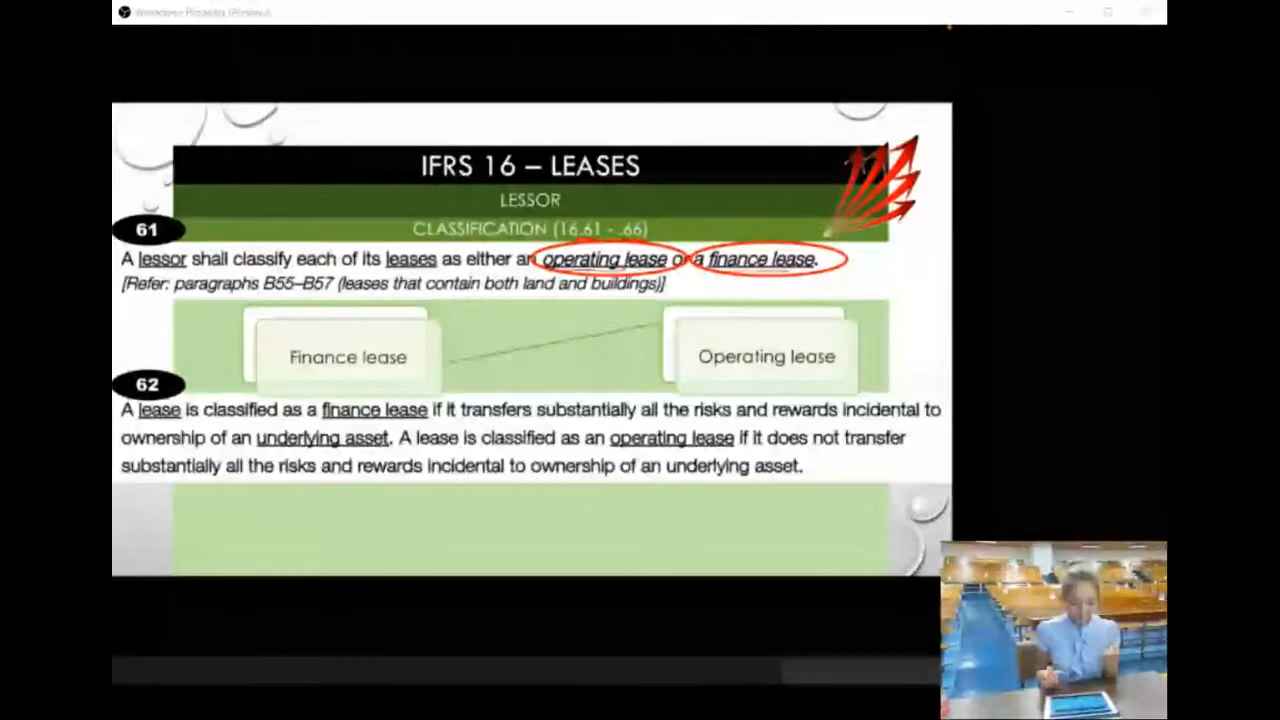 IFRS 16 – LEASES
LESSOR
CLASSIFICATION (16.61 - .66)
61
A lessor shall classify each of its leases as either an operating lease or a finance lease.
[Refer: paragraphs B55–B57 (leases that contain both land and buildings)]
Finance lease
Operating lease
62
A lease is classified as a finance lease if it transfers substantially all the risks and rewards incidental to
ownership of an underlying asset. A lease is classified as an operating lease if it does not transfer
substantially all the risks and rewards incidental to ownership of an underlying asset.